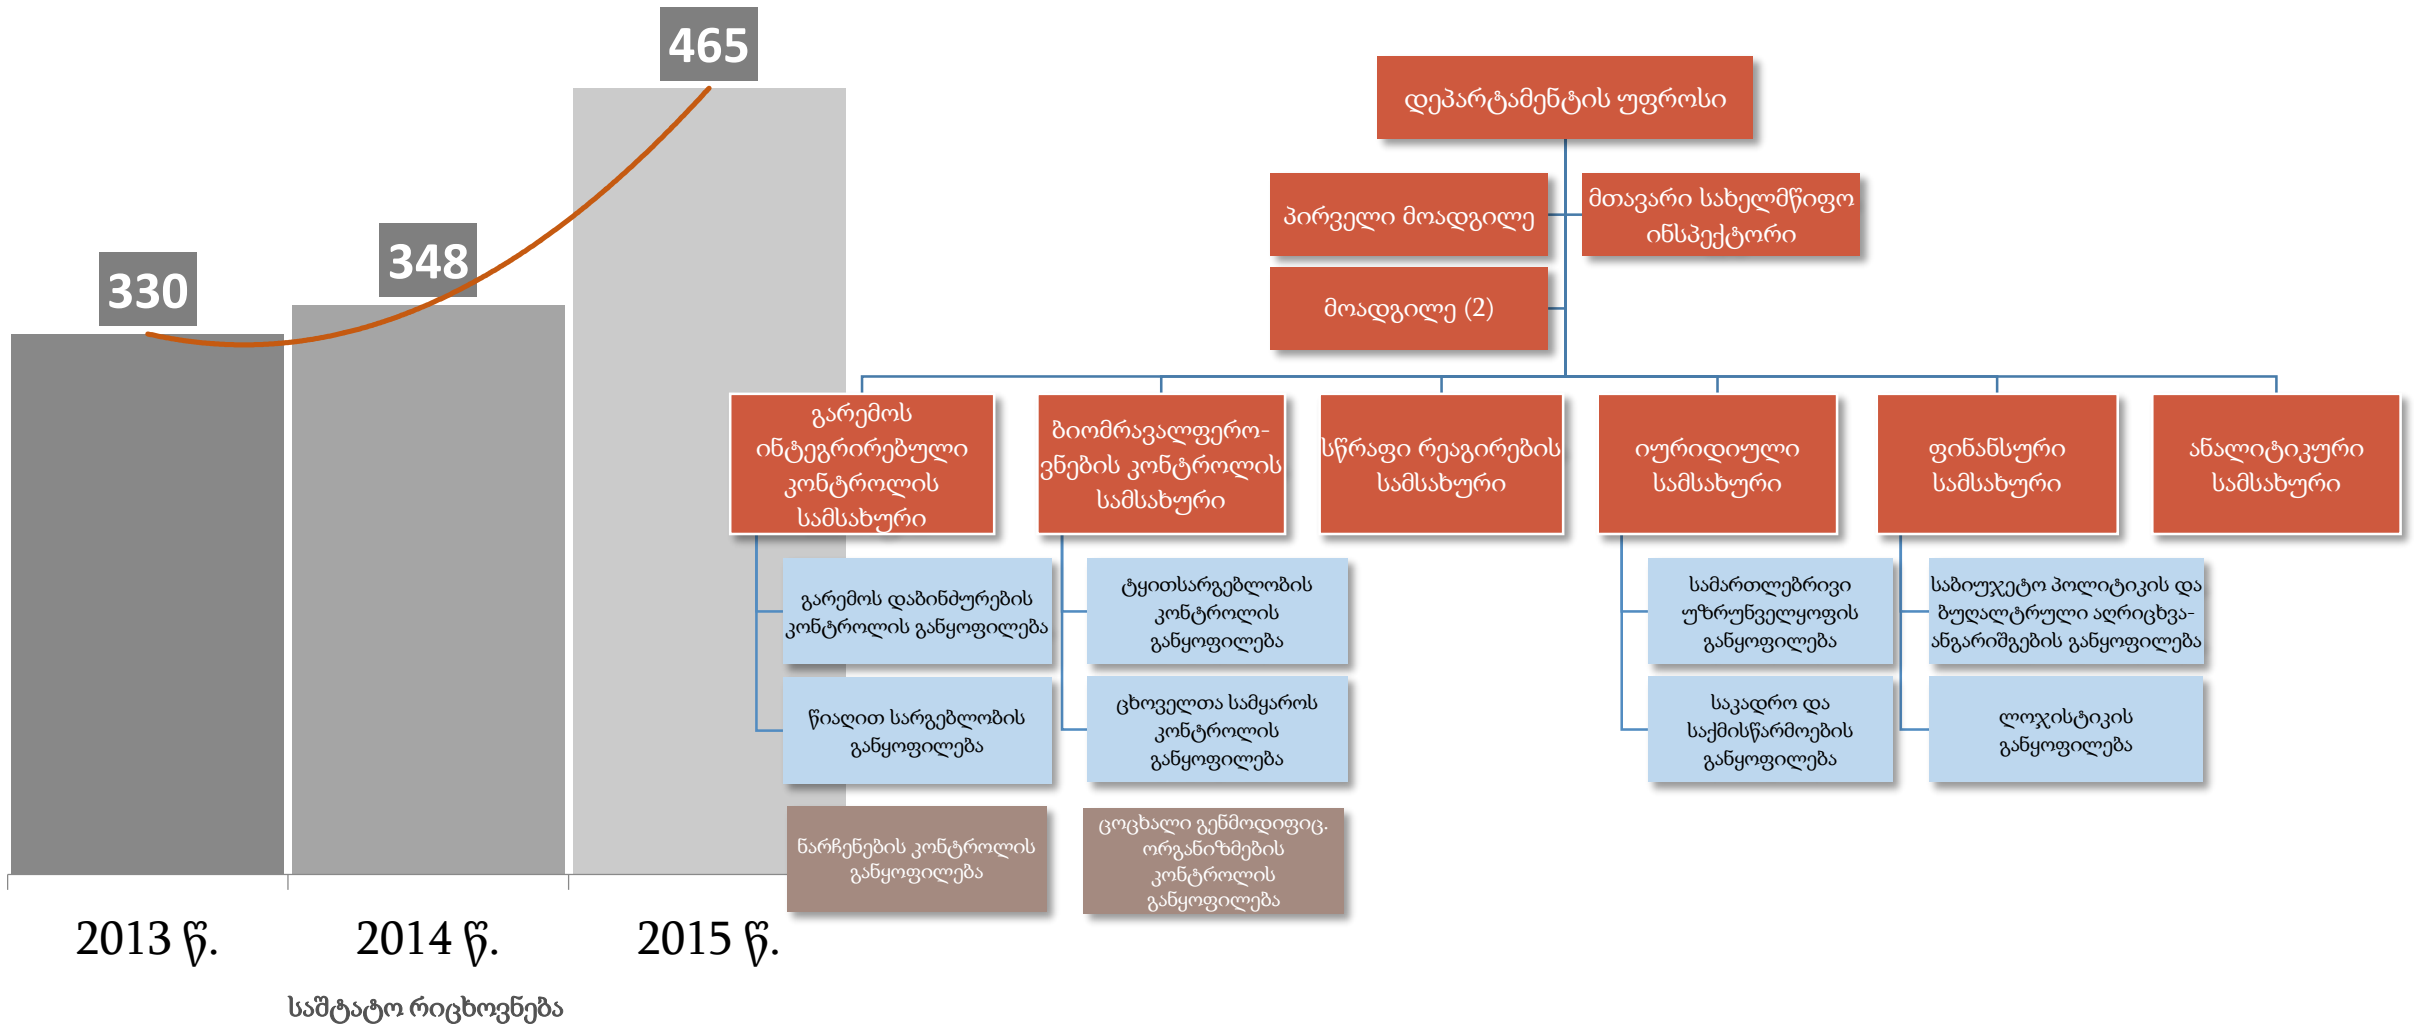 330
348
465
2013 წ.
2014 წ.
2015 წ.
საშტატო რიცხოვნება
დეპარტამენტის უფროსი
პირველი მოადგილე
მთავარი სახელმწიფო
ინსპექტორი
მოადგილე (2)
გარემოს
ინტეგრირებული
კონტროლის
სამსახური
ბიომრავალფერო-
ვნების კონტროლის
სამსახური
სწრაფი რეაგირების
სამსახური
იურიდიული
სამსახური
ფინანსური
სამსახური
ანალიტიკური
სამსახური
გარემოს დაბინძურების
კონტროლის განყოფილება
წიაღით სარგებლობის
განყოფილება
ნარჩენების კონტროლის
განყოფილება
ტყითსარგებლობის
კონტროლის
განყოფილება
ცხოველთა სამყაროს
კონტროლის
განყოფილება
ცოცხალი გენმოდიფიც.
ორგანიზმების
კონტროლის
განყოფილება
სამართლებრივი
უზრუნველყოფის
განყოფილება
საკადრო და
საქმისწარმოების
განყოფილება
საბიუჯეტო პოლიტიკის და
ბუღალტრული აღრიცხვა-
ანგარიშგების განყოფილება
ლოჯისტიკის
განყოფილება